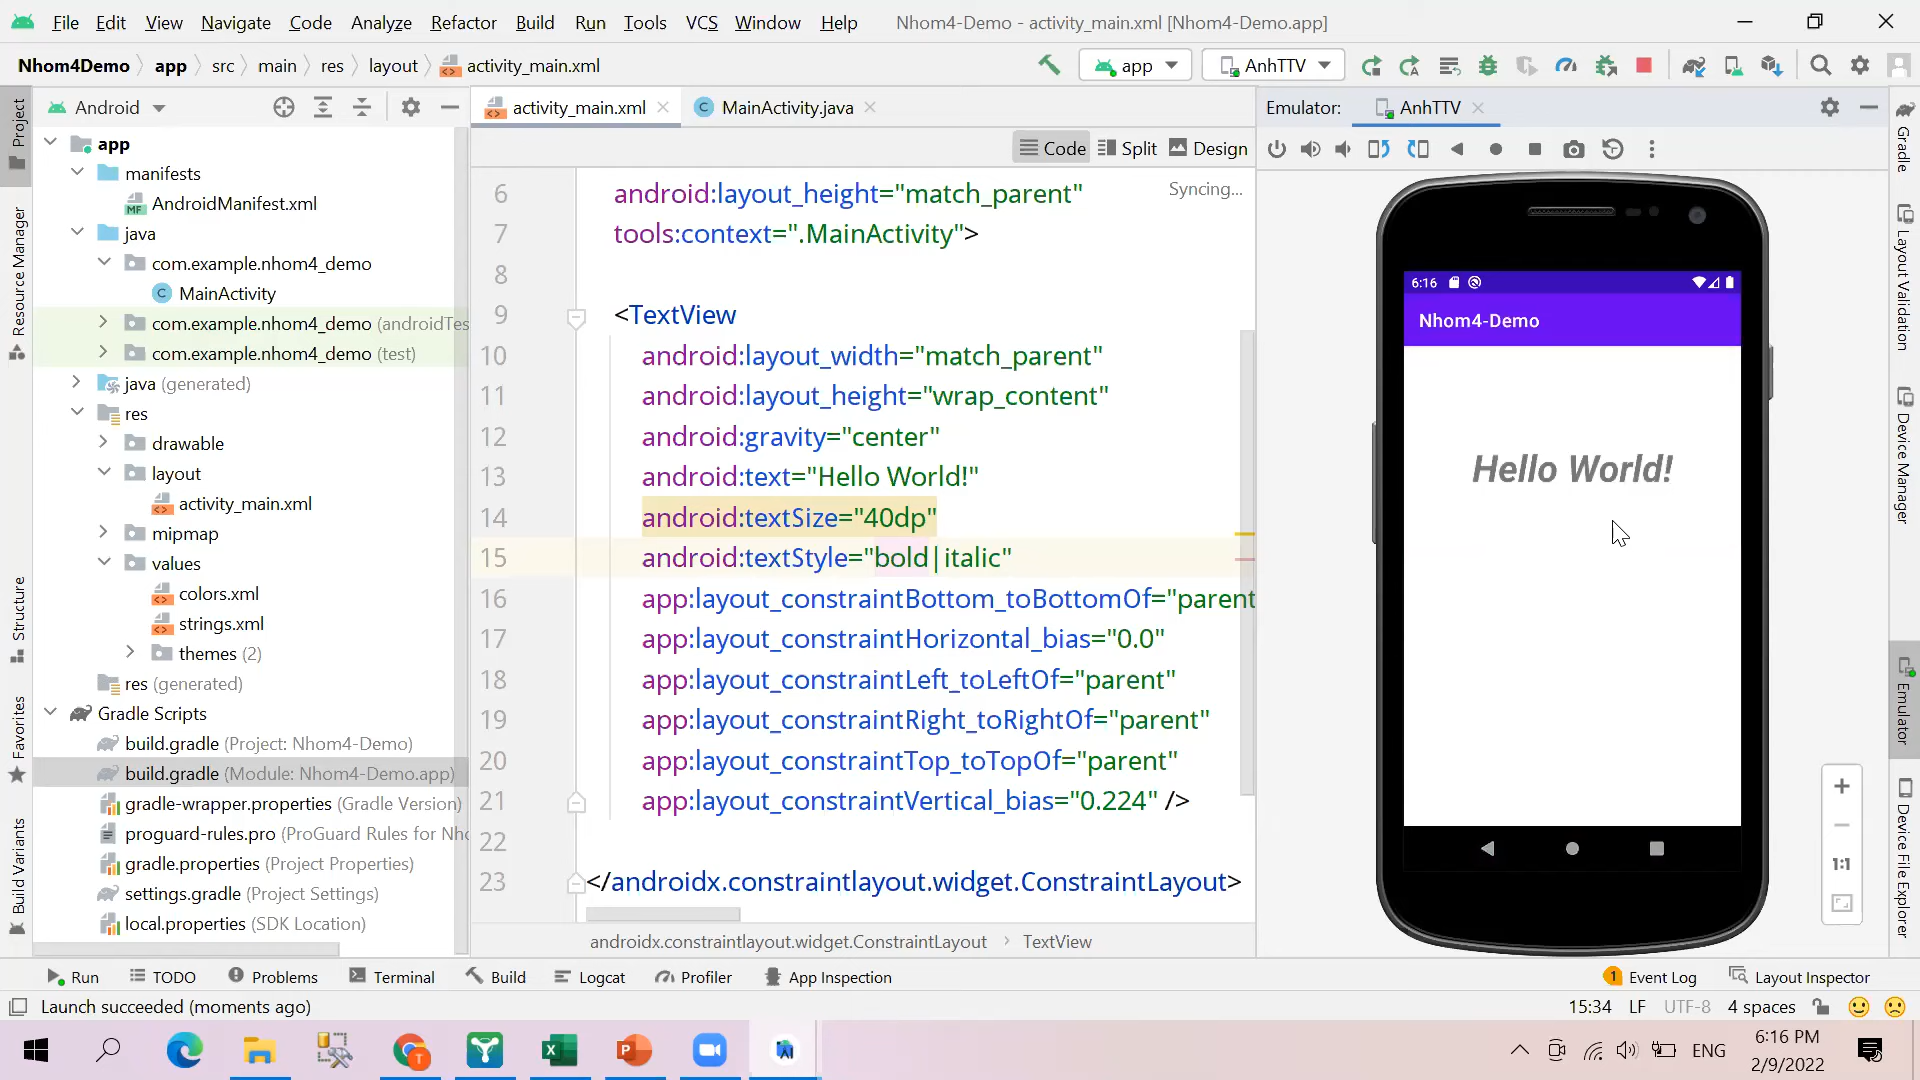 File Edit View Navigate Code Analyze Refactor Build Run Tools VCS Window Help Nhom4-Demo - activity_main.xml [Nhom4-Demo.app]
Nhom4Demo app src main res layout activity_main.xml app AnhTTV
Android activity_main.xml MainActivity.java Emulator: AnhTTV
Code Split Design
Syncing...
Project
Resource Manager
Structure
Favorites
Build Variants
app
manifests
AndroidManifest.xml
java
com.example.nhom4_demo
MainActivity
com.example.nhom4_demo (androidTes
com.example.nhom4_demo (test)
java (generated)
res
drawable
layout
activity_main.xml
mipmap
values
colors.xml
strings.xml
themes (2)
res (generated)
Gradle Scripts
build.gradle (Project: Nhom4-Demo)
build.gradle (Module: Nhom4-Demo.app)
gradle-wrapper.properties (Gradle Version)
proguard-rules.pro (ProGuard Rules for Nho
gradle.properties (Project Properties)
settings.gradle (Project Settings)
local.properties (SDK Location)
6 android:layout_height="match_parent"
7 tools:context=".MainActivity">
8
9 <TextView
10 android:layout_width="match_parent"
11 android:layout_height="wrap_content"
12 android:gravity="center"
13 android:text="Hello World!"
14 android:textSize="40dp"
15 android:textStyle="bold|italic"
16 app:layout_constraintBottom_toBottomOf="parent
17 app:layout_constraintHorizontal_bias="0.0"
18 app:layout_constraintLeft_toLeftOf="parent"
19 app:layout_constraintRight_toRightOf="parent"
20 app:layout_constraintTop_toTopOf="parent"
21 app:layout_constraintVertical_bias="0.224" />
22
23 </androidx.constraintlayout.widget.ConstraintLayout>
androidx.constraintlayout.widget.ConstraintLayout TextView
6:16
Nhom4-Demo
Hello World!
1:1
Gradle
Layout Validation
Device Manager
Emulator
Device File Explorer
Run TODO Problems Terminal Build Logcat Profiler App Inspection 1 Event Log Layout Inspector
Launch succeeded (moments ago) 15:34 LF UTF-8 4 spaces
ENG
6:16 PM
2/9/2022